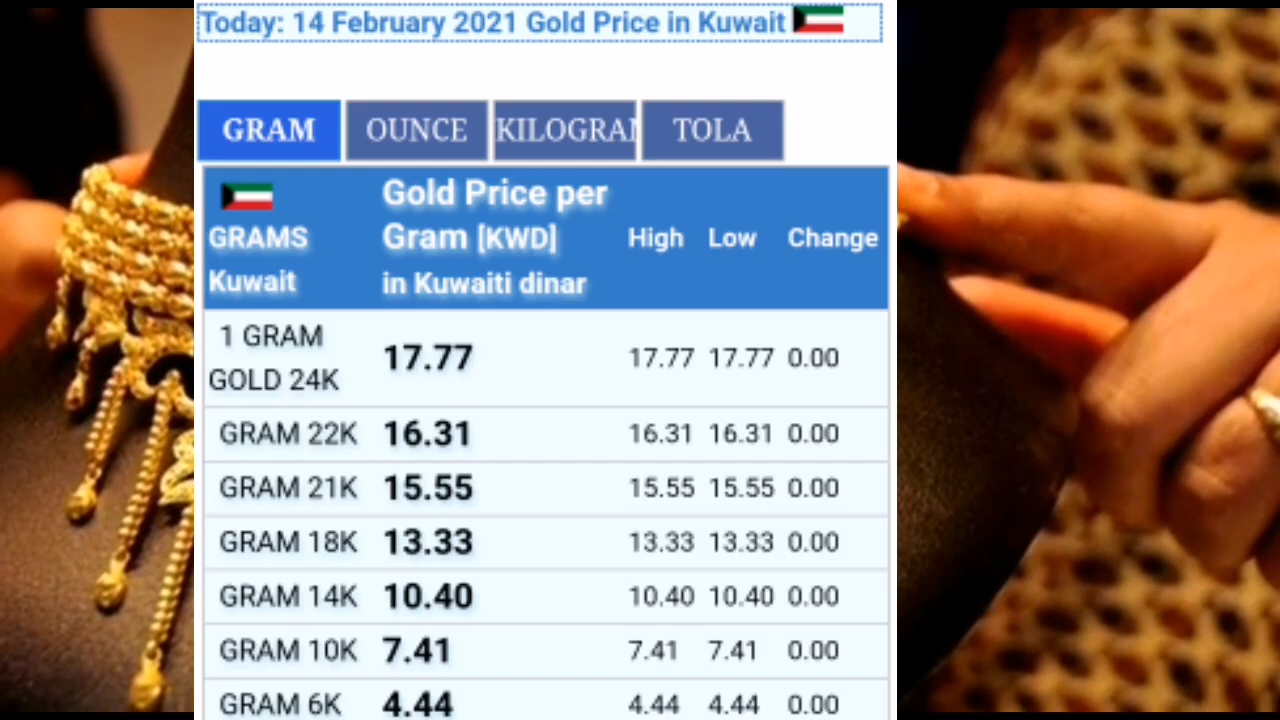 Today: 14 February 2021 Gold Price in Kuwait
GRAM OUNCE KILOGRAM TOLA
GRAMS Kuwait
Gold Price per
Gram [KWD]
in Kuwaiti dinar
High Low Change
1 GRAM
GOLD 24K 17.77 17.77 17.77 0.00
GRAM 22K 16.31 16.31 16.31 0.00
GRAM 21K 15.55 15.55 15.55 0.00
GRAM 18K 13.33 13.33 13.33 0.00
GRAM 14K 10.40 10.40 10.40 0.00
GRAM 10K 7.41 7.41 7.41 0.00
GRAM 6K 4.44 4.44 4.44 0.00